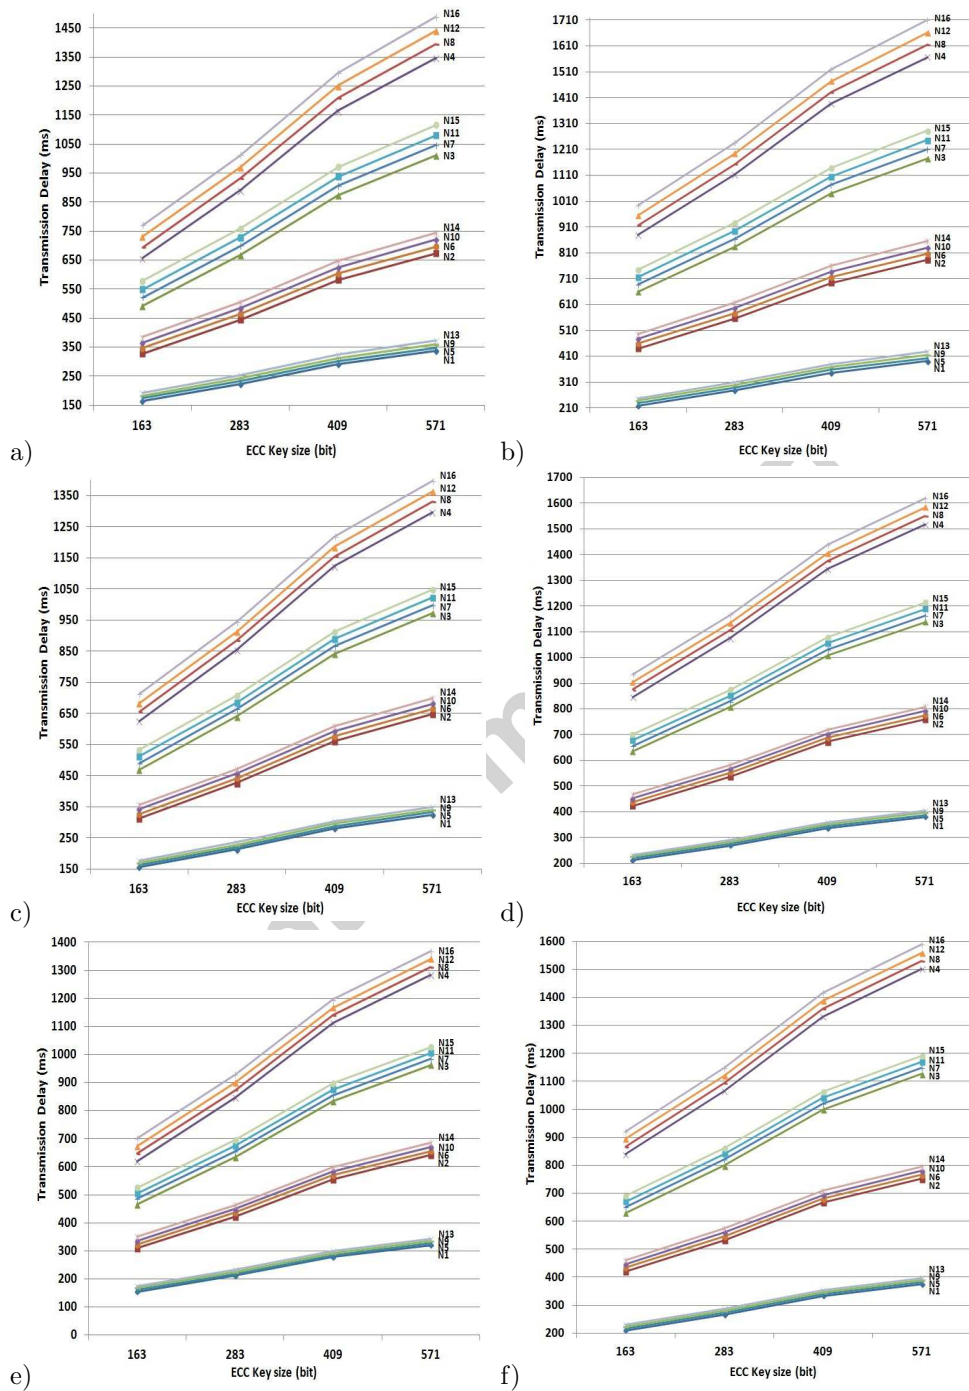 1450
1350
1250
1150
1050
950
850
750
650
550
450
350
250
150
Transmission Delay (ms)
N16
N12
N8
N4
N15
N11
N7
N3
N14
N10
N6
N2
N13
N9
N5
N1
163 283 409 571
ECC Key size (bit)
a)
1710
1610
1510
1410
1310
1210
1110
1010
910
810
710
610
510
410
310
210
Transmission Delay (ms)
N16
N12
N8
N4
N15
N11
N7
N3
N14
N10
N6
N2
N13
N9
N5
N1
163 283 409 571
ECC Key size (bit)
b)
1350
1250
1150
1050
950
850
750
650
550
450
350
250
150
Transmission Delay (ms)
N16
N12
N8
N4
N15
N11
N7
N3
N14
N10
N6
N2
N13
N9
N5
N1
163 283 409 571
ECC Key size (bit)
c)
1700
1600
1500
1400
1300
1200
1100
1000
900
800
700
600
500
400
300
200
Transmission Delay (ms)
N16
N12
N8
N4
N15
N11
N7
N3
N14
N10
N6
N2
N13
N9
N5
N1
163 283 409 571
ECC Key size (bit)
d)
1400
1300
1200
1100
1000
900
800
700
600
500
400
300
200
100
0
Transmission Delay (ms)
N16
N12
N8
N4
N15
N11
N7
N3
N14
N10
N6
N2
N13
N9
N5
N1
163 283 409 571
ECC Key size (bit)
e)
1600
1500
1400
1300
1200
1100
1000
900
800
700
600
500
400
300
200
Transmission Delay (ms)
N16
N12
N8
N4
N15
N11
N7
N3
N14
N10
N6
N2
N13
N9
N5
N1
163 283 409 571
ECC Key size (bit)
f)